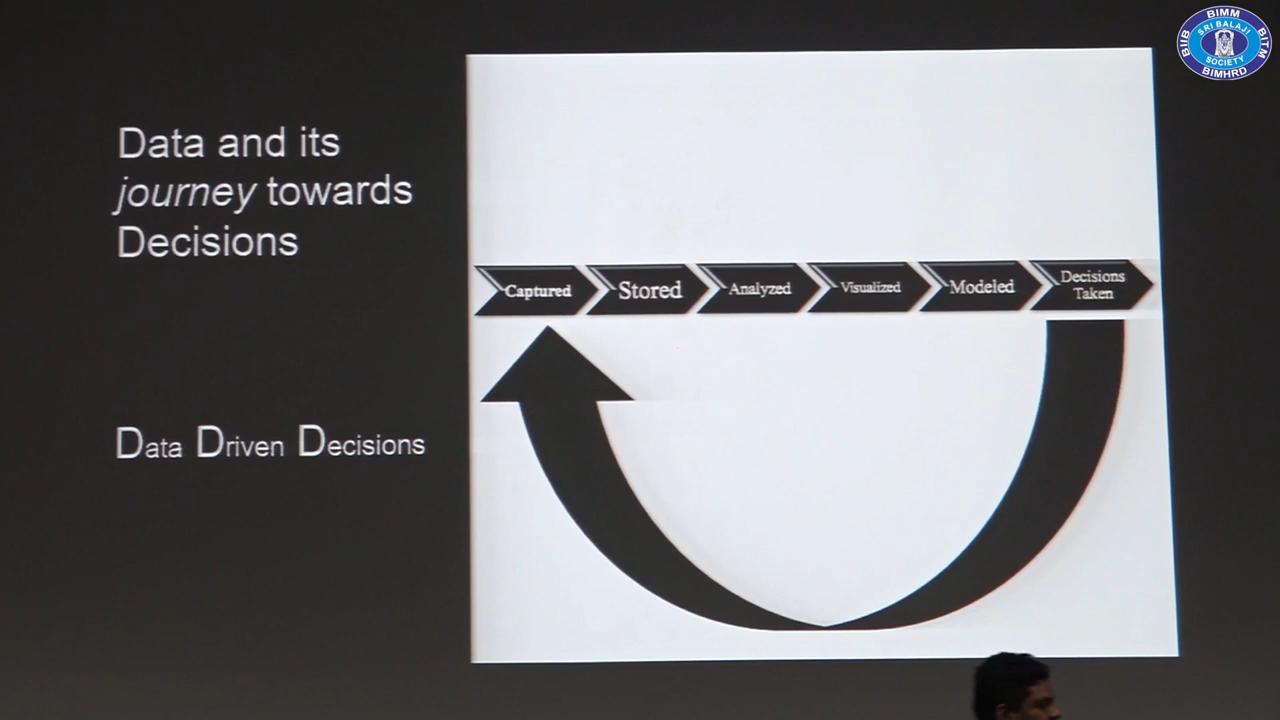 Data and its
journey towards
Decisions
Data Driven Decisions
Captured
Stored
Analyzed
Visualized
Modeled
Decisions
Taken
BIMM
SRI BALAJI
BIIB
BITM
SOCIETY
BIMHRD